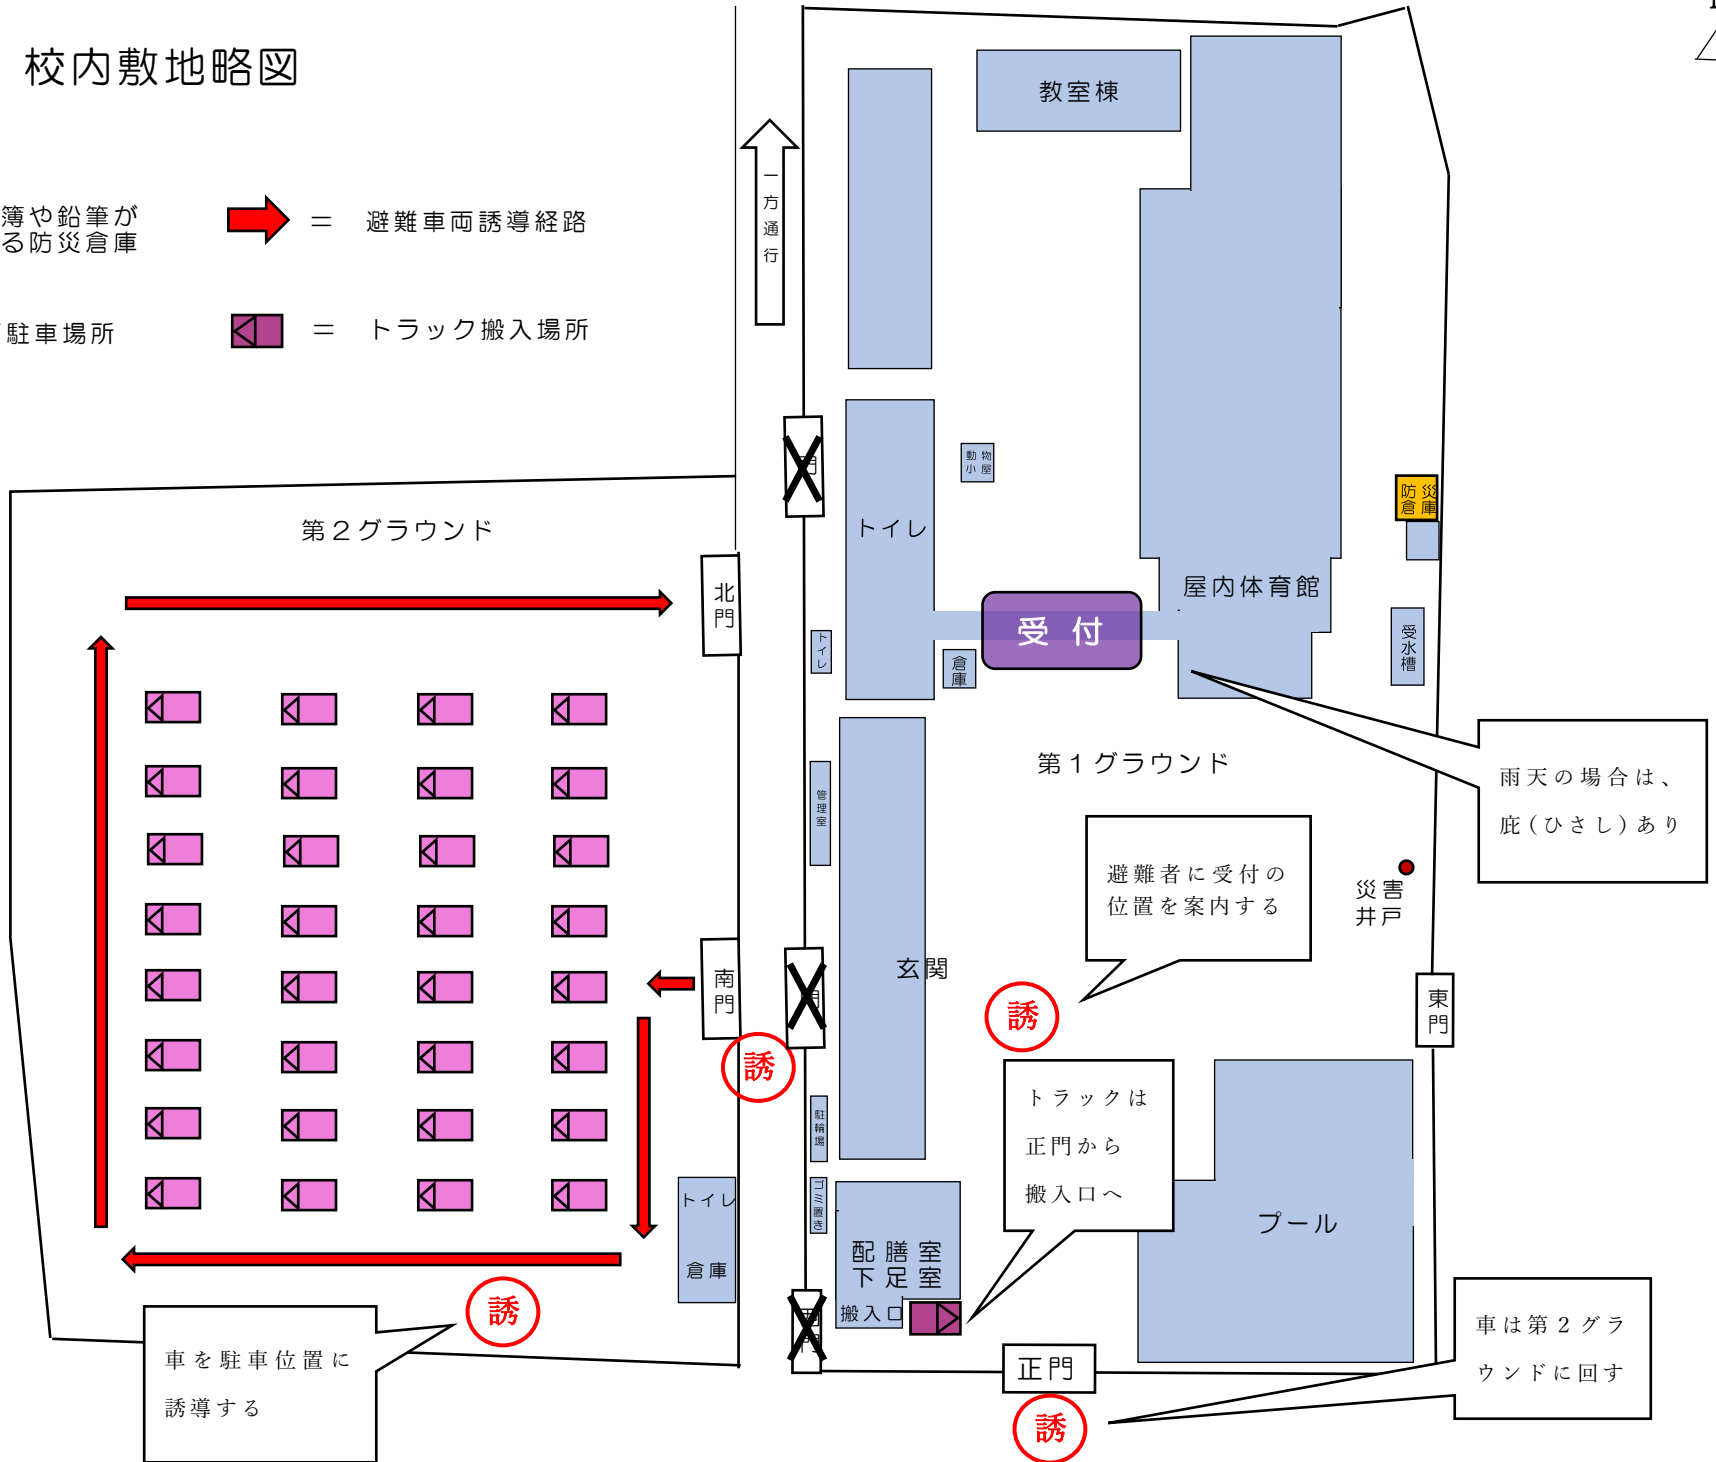 校内敷地略図
簿や鉛筆が
る防災倉庫
＝ 避難車両誘導経路
駐車場所
＝ トラック搬入場所
一方通行
教室棟
動物
小屋
防災
倉庫
トイレ
屋内体育館
受付
倉庫
トイレ
受水槽
第２グラウンド
北門
第１グラウンド
雨天の場合は、
庇（ひさし）あり
管理室
避難者に受付の
位置を案内する
災害
井戸
玄関
南門
誘
誘
東門
トラックは
正門から
搬入口へ
駐輪場
ゴミ置き
トイレ
倉庫
配膳室
下足室
搬入口
プール
誘
車を駐車位置に
誘導する
正門
誘
車は第２グラ
ウンドに回す